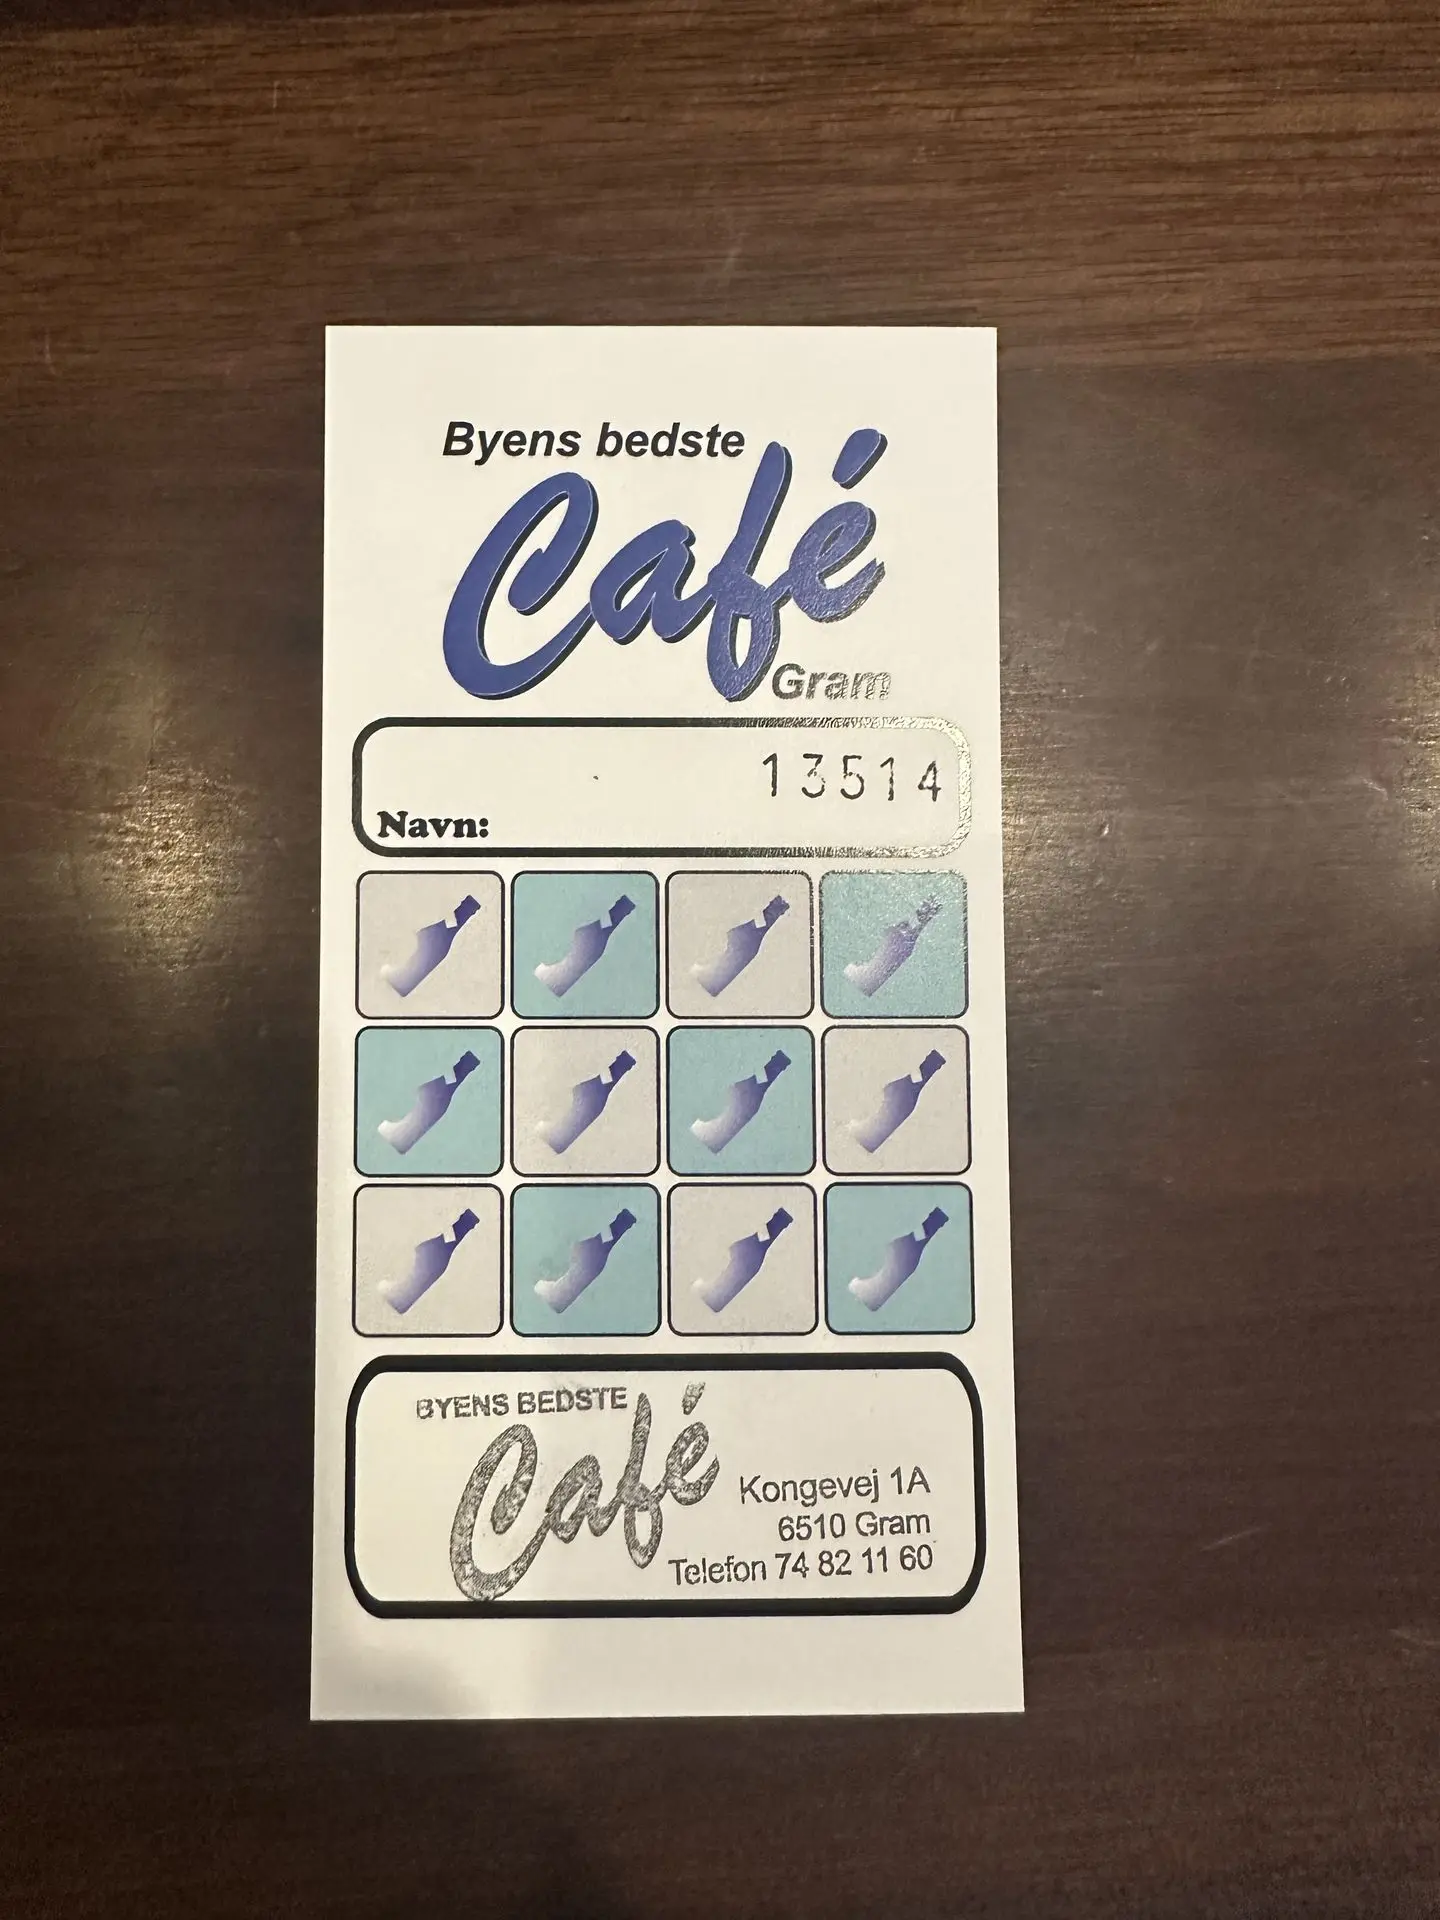 Byens bedste
Café
Gram
13514
Navn:
BYENS BEDSTE
Café
Kongevej 1A
6510 Gram
Telefon 74 82 11 60